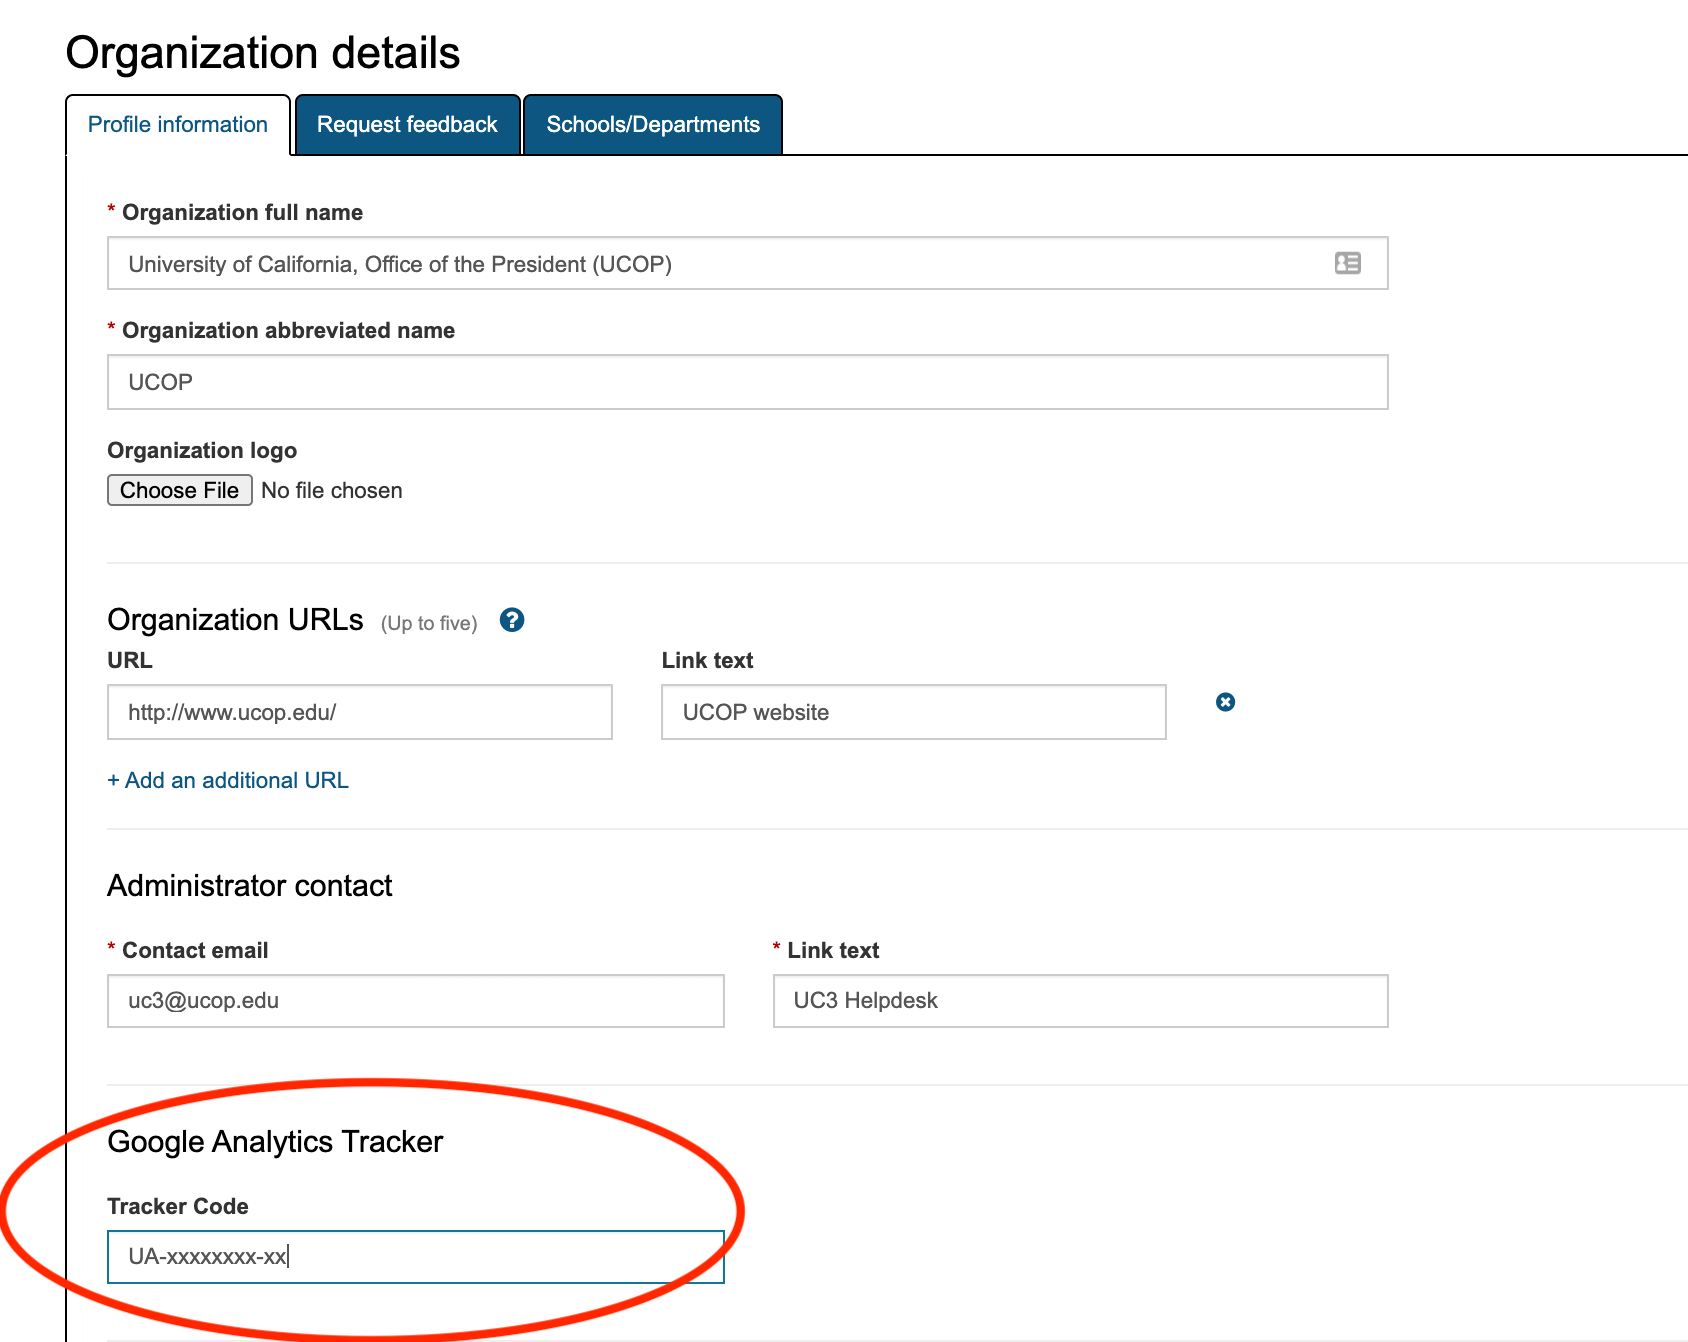 Organization details
Profile information Request feedback Schools/Departments
* Organization full name
University of California, Office of the President (UCOP)
* Organization abbreviated name
UCOP
Organization logo
Choose File No file chosen
Organization URLs (Up to five) ?
URL Link text
http://www.ucop.edu/ UCOP website
+ Add an additional URL
Administrator contact
* Contact email * Link text
uc3@ucop.edu UC3 Helpdesk
Google Analytics Tracker
Tracker Code
UA-xxxxxxxx-xx